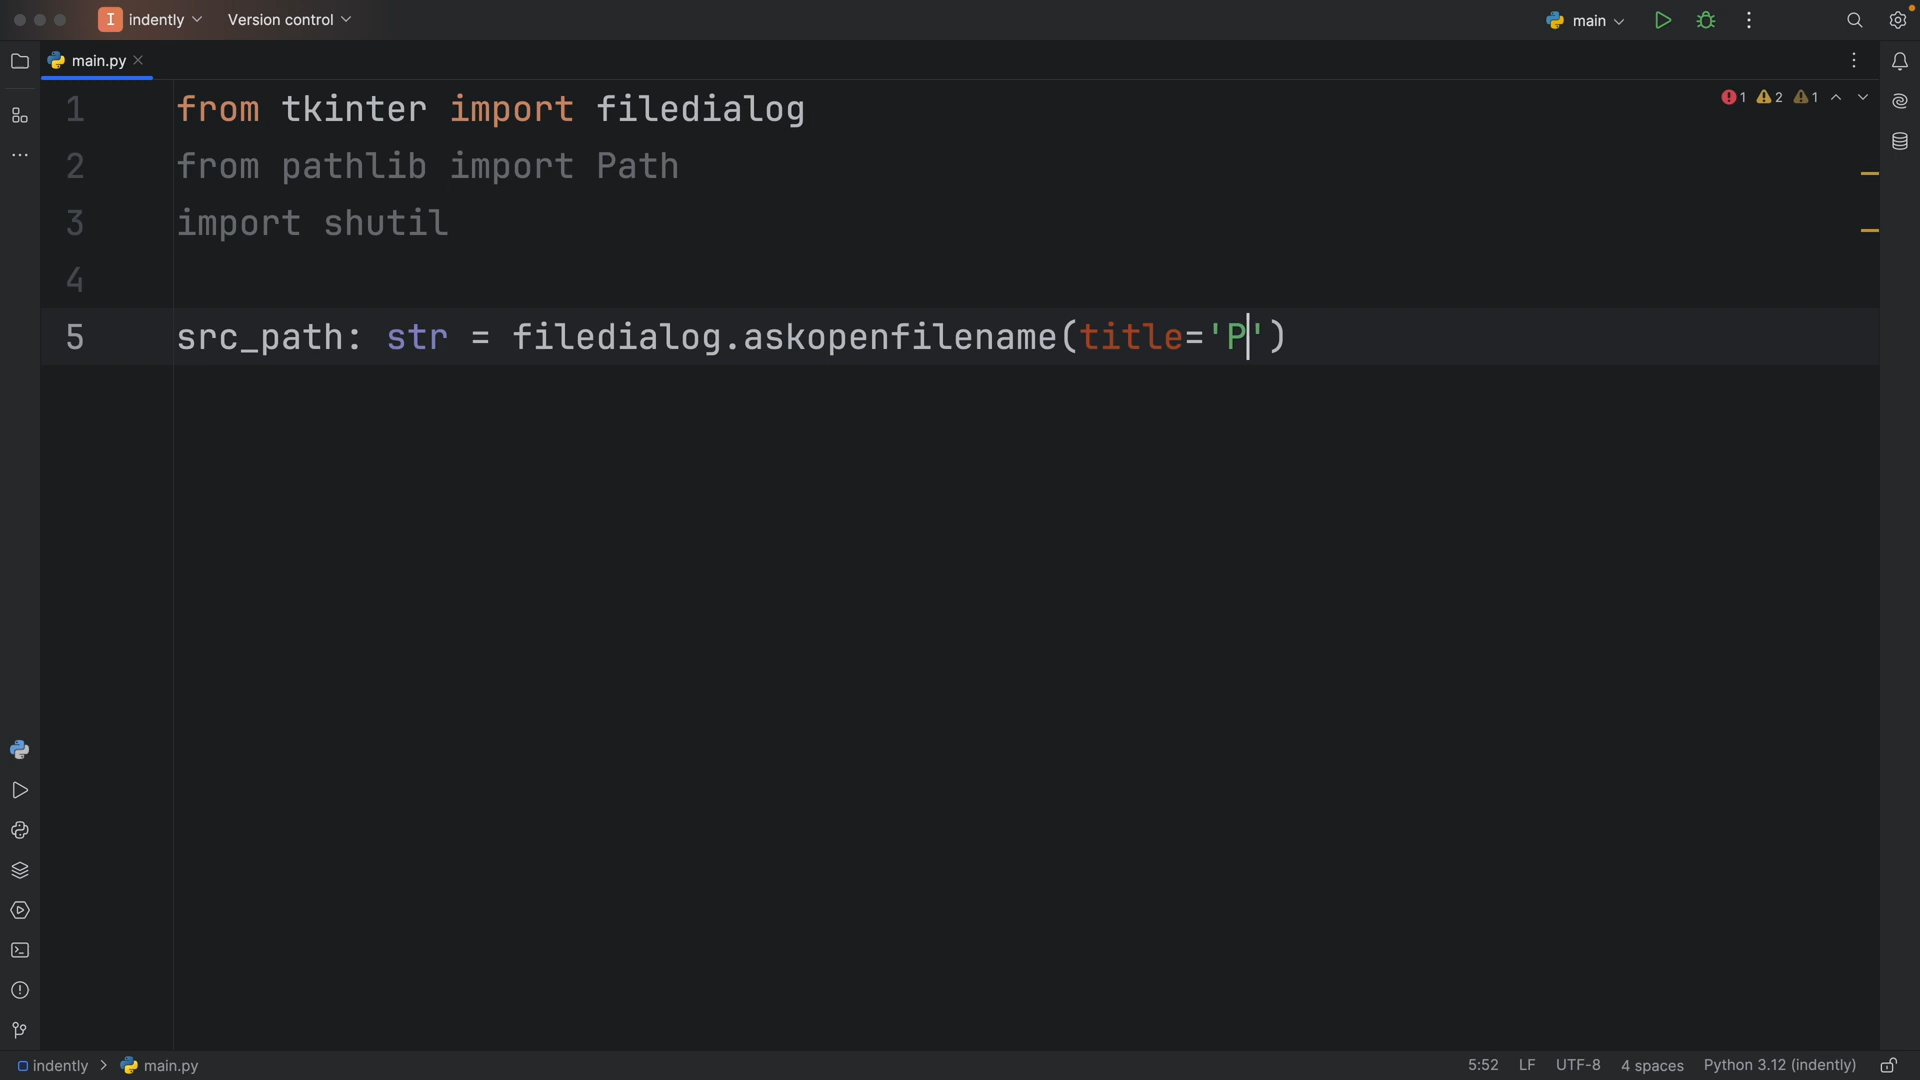 I indently Version control main
main.py
1 from tkinter import filedialog
1 2 1
2 from pathlib import Path
3 import shutil
4
5 src_path: str = filedialog.askopenfilename(title='P')
indently > main.py 5:52 LF UTF-8 4 spaces Python 3.12 (indently)